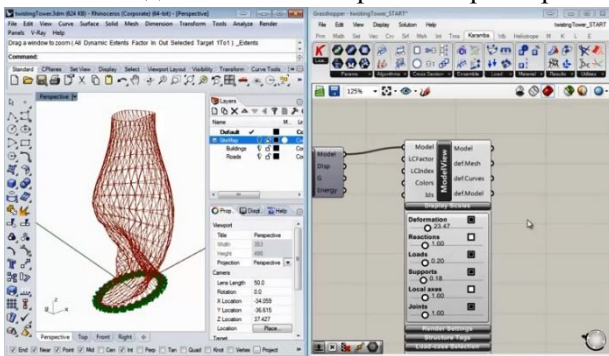 twistingTower.3dm (624 KB) - Rhinoceros (Corporate) (64-bit) - [Perspective]
File Edit View Curve Surface Solid Mesh Dimension Transform Tools Analyze Render
Panels V-Ray Help
Drag a window to zoom ( All Dynamic Extents Factor In Out Selected Target 1To1 ): _Extents
Command:
Standard CPlanes Set View Display Select Viewport Layout Visibility Transform Curve Tools
Perspective
Layers
Name
Default
Buildings
Roads
Prop... Displ... Help
Viewport
Title Perspective
Width
Height
Projection Perspective
Camera
Lens Length 50.0
Rotation 0.0
X Location -34.059
Y Location -36.615
Z Location 37.427
Location Place...
Target
Perspective Top Front Right
End Near Point Mid Cen Int Perp Tan Quad Knot Vertex Project
Grasshopper - twistingTower_START*
File Edit View Display Solution Help
twistingTower_START*
Prm Math Set Vec Crv Srf Msh Int Trns Karamba
Params Algorithms Cross Section Ensemble Load Material Results Utilities
125%
Model
Disp
G
Energy
Model
LCFactor
LCIndex
Colors
Ids
ModelView
Model
def.Mesh
def.Curves
def.Model
Display Scales
Deformation
23.47
Reactions
1.00
Loads
0.20
Supports
0.18
Local axes
1.00
Joints
1.00
Render Settings
Structure Tags
Load-case Selection